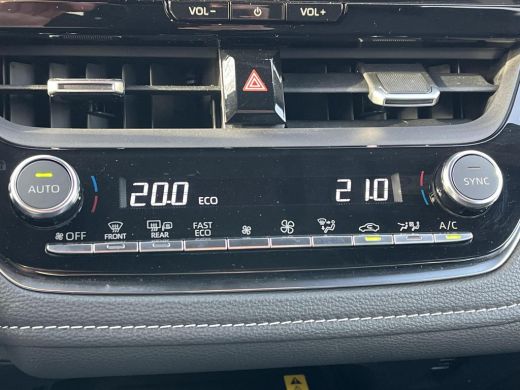 VOL- VOL+
AUTO 20.0 ECO 21.0 SYNC
OFF FRONT REAR FAST ECO A/C